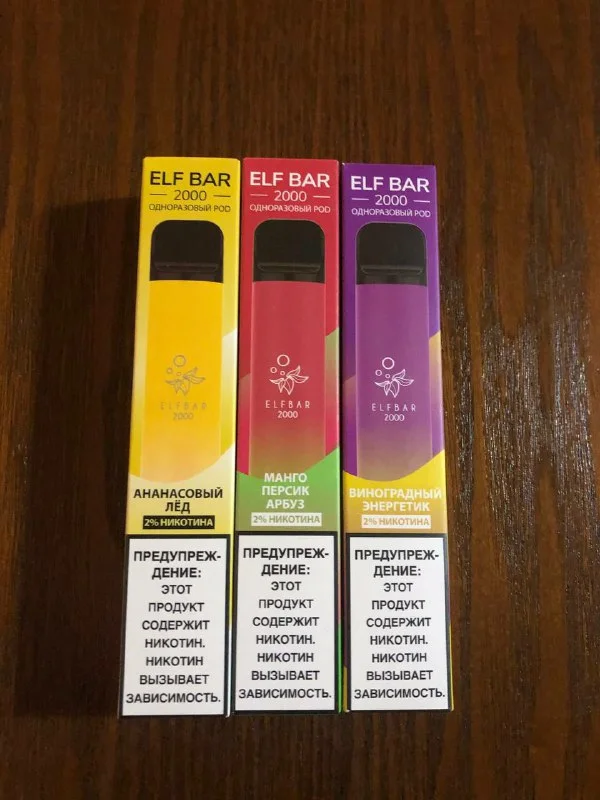 ELF BAR
2000
ОДНОРАЗОВЫЙ POD
ELFBAR
2000
АНАНАСОВЫЙ
ЛЁД
2% НИКОТИНА
ПРЕДУПРЕЖ-
ДЕНИЕ:
ЭТОТ
ПРОДУКТ
СОДЕРЖИТ
НИКОТИН.
НИКОТИН
ВЫЗЫВАЕТ
ЗАВИСИМОСТЬ.
ELF BAR
2000
ОДНОРАЗОВЫЙ POD
ELFBAR
2000
МАНГО
ПЕРСИК
АРБУЗ
2% НИКОТИНА
ПРЕДУПРЕЖ-
ДЕНИЕ:
ЭТОТ
ПРОДУКТ
СОДЕРЖИТ
НИКОТИН.
НИКОТИН
ВЫЗЫВАЕТ
ЗАВИСИМОСТЬ.
ELF BAR
2000
ОДНОРАЗОВЫЙ POD
ELFBAR
2000
ВИНОГРАДНЫЙ
ЭНЕРГЕТИК
2% НИКОТИНА
ПРЕДУПРЕЖ-
ДЕНИЕ:
ЭТОТ
ПРОДУКТ
СОДЕРЖИТ
НИКОТИН.
НИКОТИН
ВЫЗЫВАЕТ
ЗАВИСИМОСТЬ.